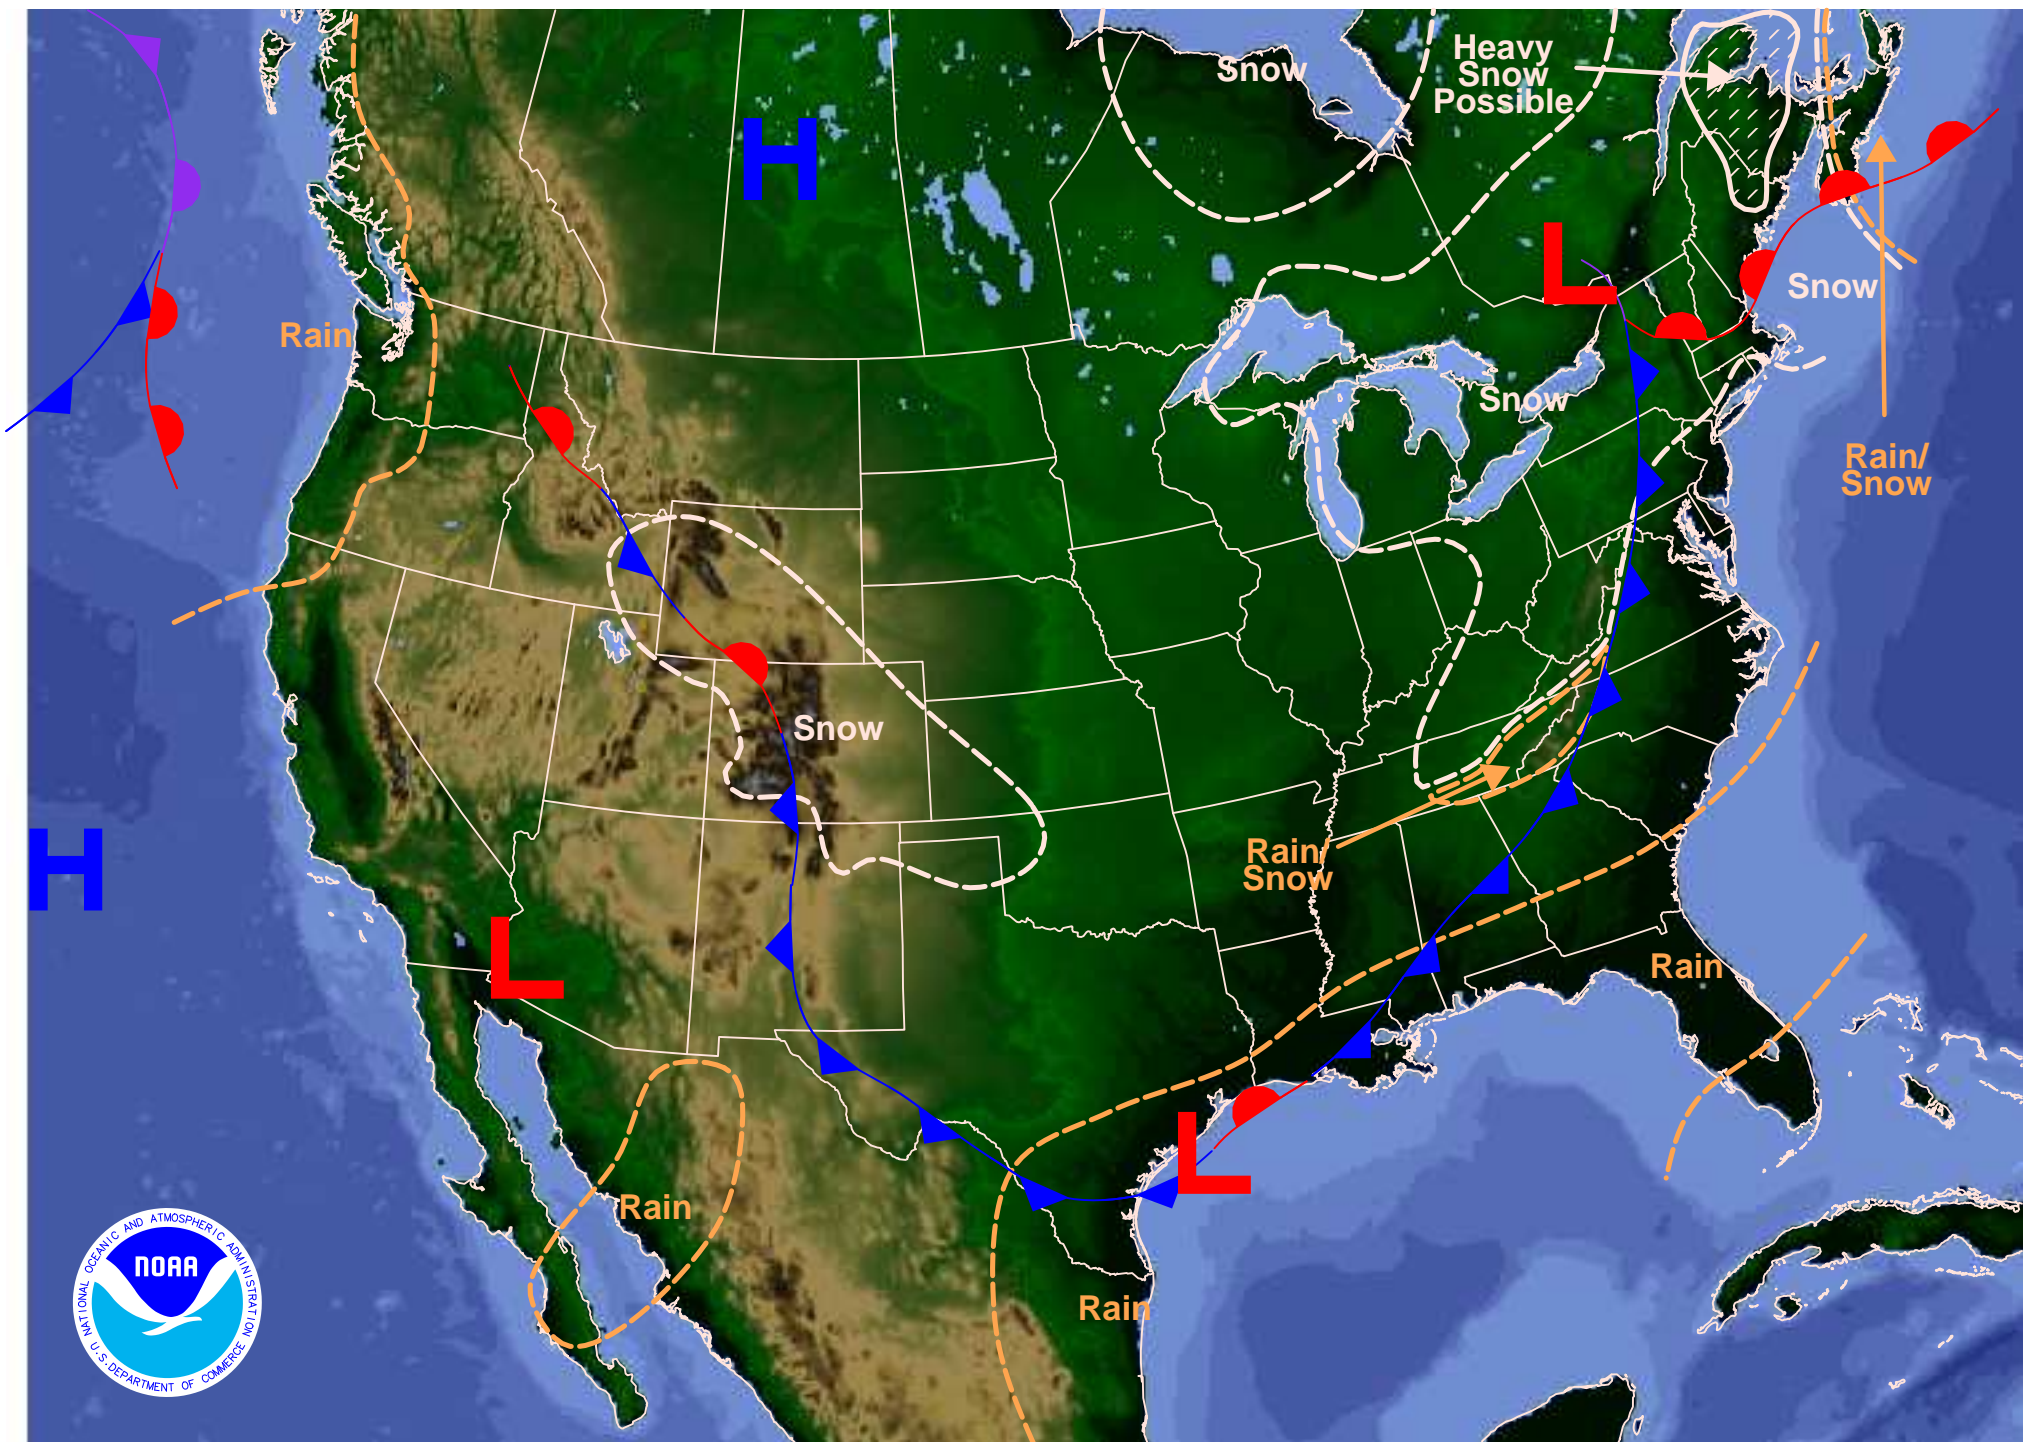 Snow
Heavy
Snow
Possible
H
L
Snow
Rain
Snow
Rain/
Snow
Snow
H
Rain/
Snow
L
Rain
L
Rain
Rain
NATIONAL OCEANIC AND ATMOSPHERIC ADMINISTRATION
NOAA
U.S. DEPARTMENT OF COMMERCE